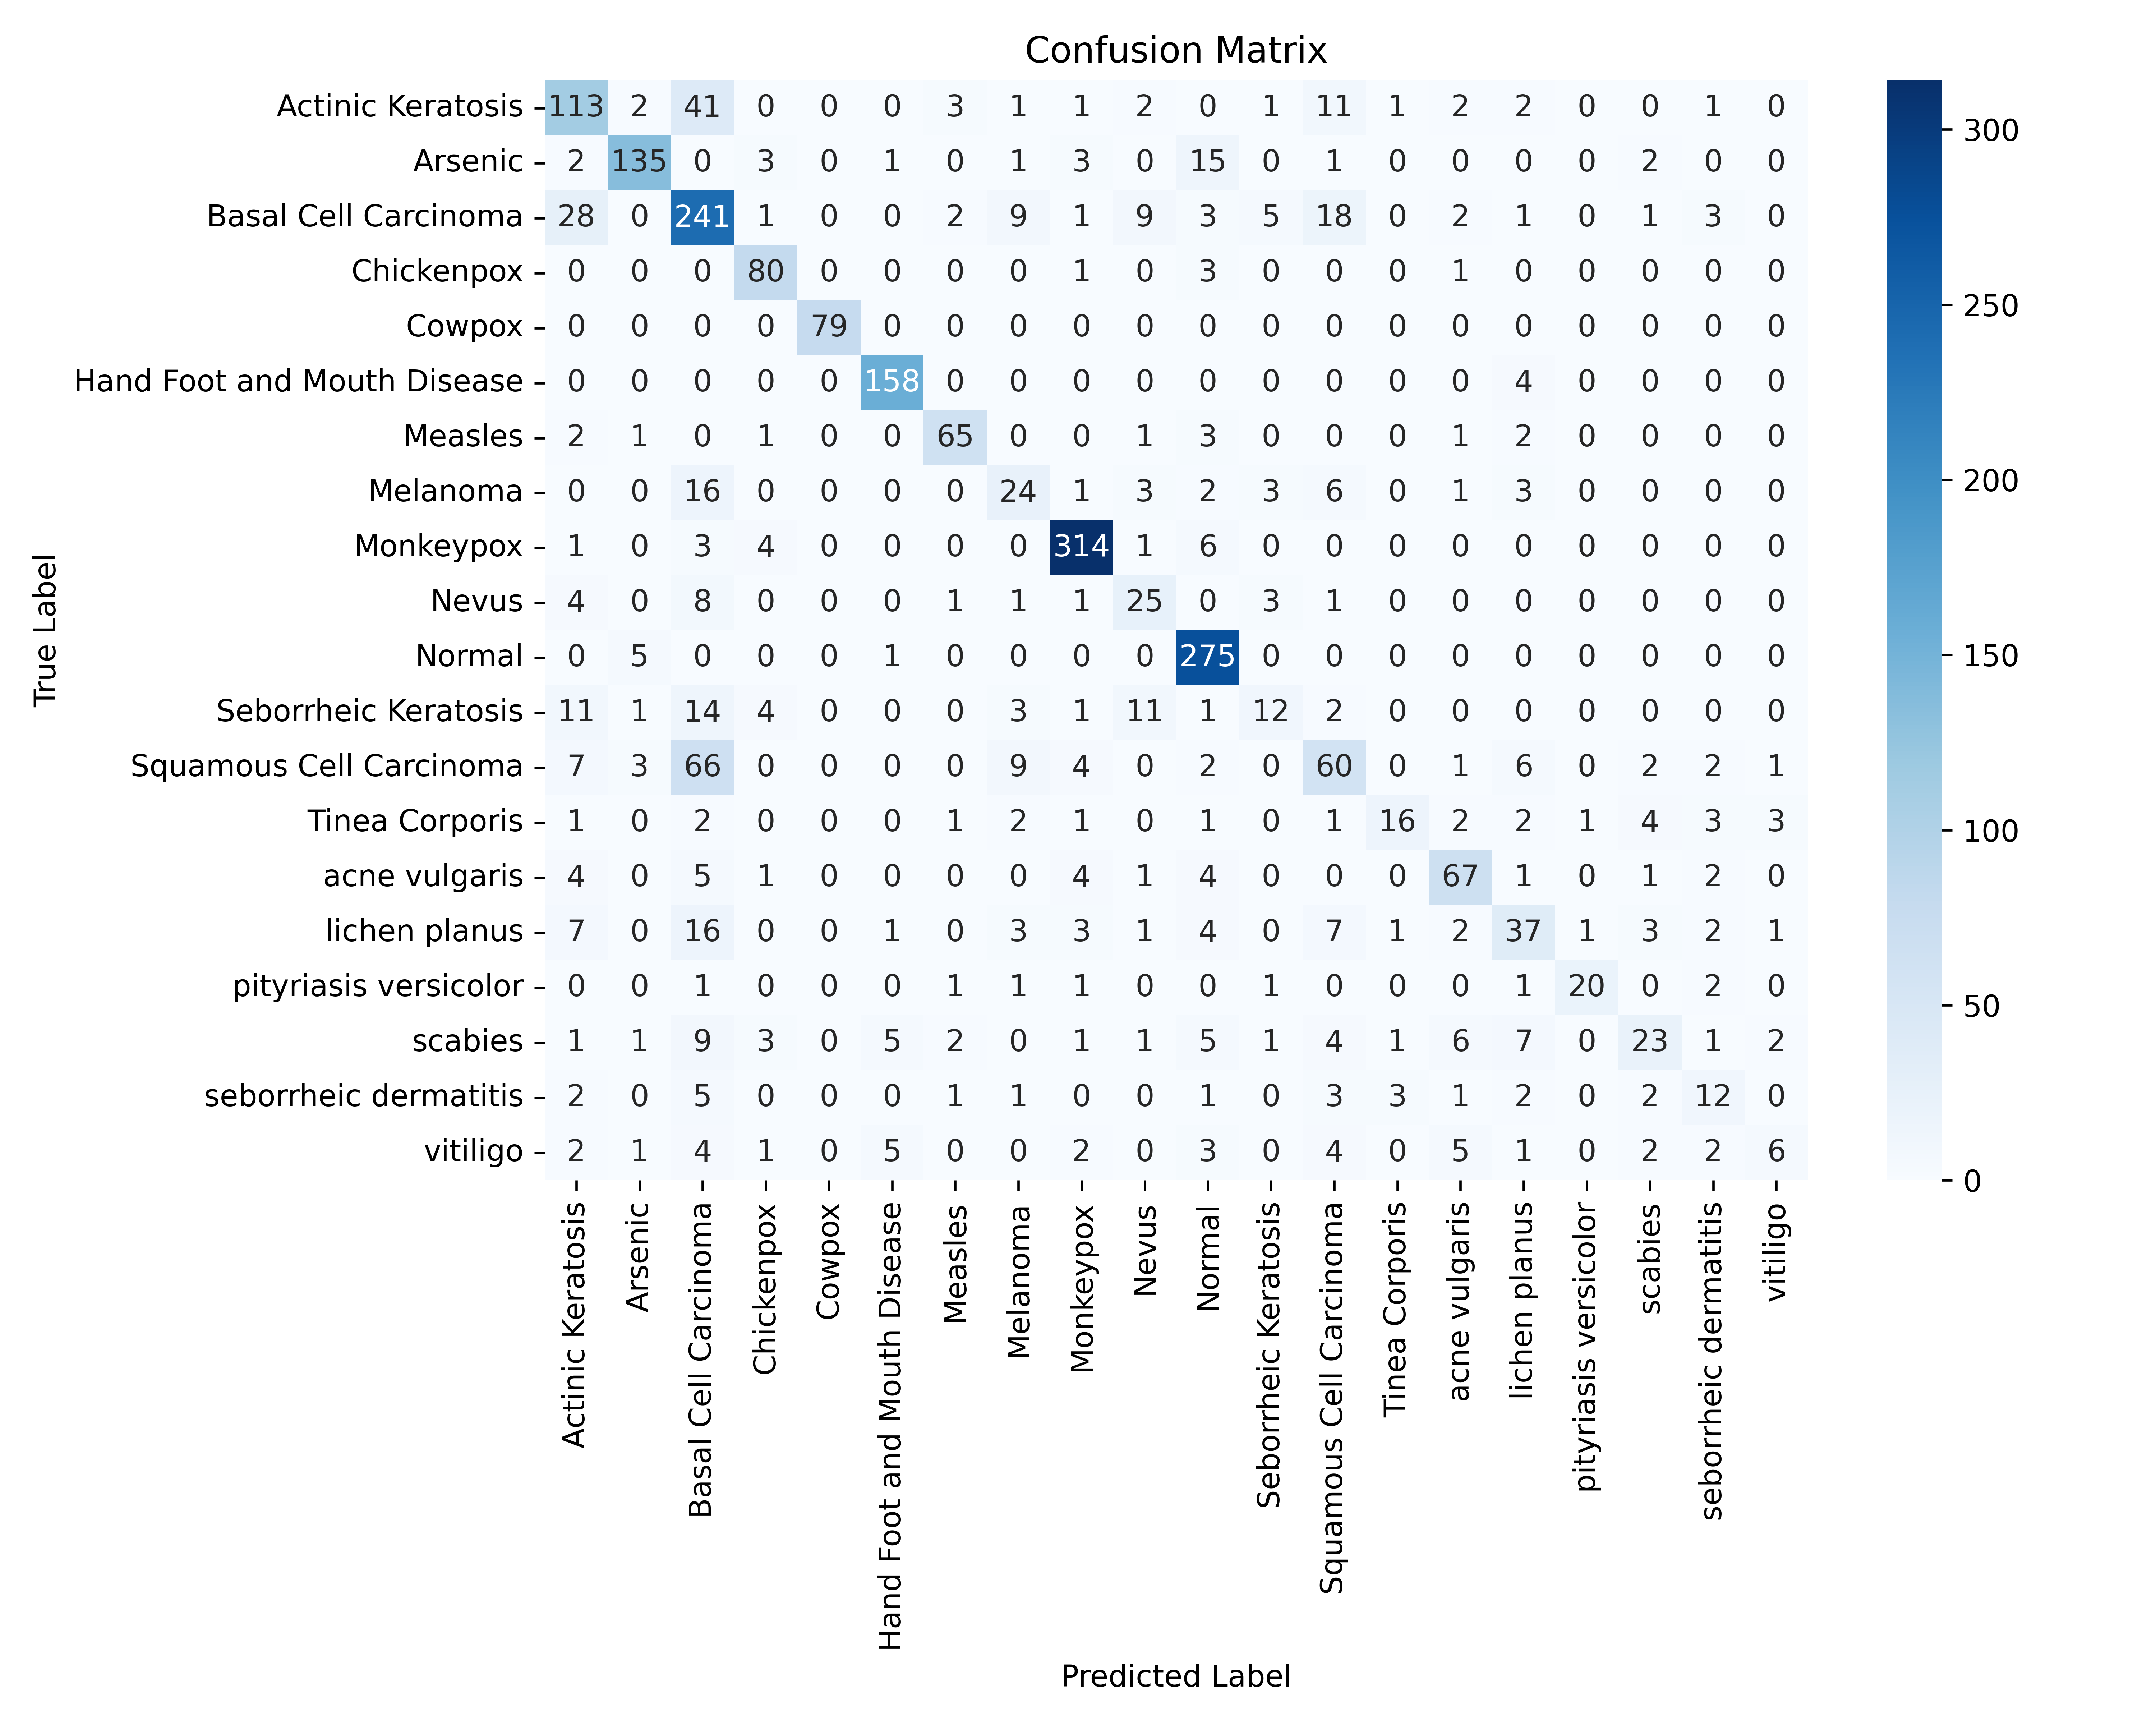 Confusion Matrix
Actinic Keratosis 113 2 41 0 0 0 3 1 1 2 0 1 11 1 2 2 0 0 1 0
Arsenic 2 135 0 3 0 1 0 1 3 0 15 0 1 0 0 0 0 2 0 0
Basal Cell Carcinoma 28 0 241 1 0 0 2 9 1 9 3 5 18 0 2 1 0 1 3 0
Chickenpox 0 0 0 80 0 0 0 0 1 0 3 0 0 0 1 0 0 0 0 0
Cowpox 0 0 0 0 79 0 0 0 0 0 0 0 0 0 0 0 0 0 0 0
Hand Foot and Mouth Disease 0 0 0 0 0 158 0 0 0 0 0 0 0 0 0 4 0 0 0 0
Measles 2 1 0 1 0 0 65 0 0 1 3 0 0 0 1 2 0 0 0 0
Melanoma 0 0 16 0 0 0 0 24 1 3 2 3 6 0 1 3 0 0 0 0
Monkeypox 1 0 3 4 0 0 0 0 314 1 6 0 0 0 0 0 0 0 0 0
Nevus 4 0 8 0 0 0 1 1 1 25 0 3 1 0 0 0 0 0 0 0
Normal 0 5 0 0 0 1 0 0 0 0 275 0 0 0 0 0 0 0 0 0
Seborrheic Keratosis 11 1 14 4 0 0 0 3 1 11 1 12 2 0 0 0 0 0 0 0
Squamous Cell Carcinoma 7 3 66 0 0 0 0 9 4 0 2 0 60 0 1 6 0 2 2 1
Tinea Corporis 1 0 2 0 0 0 1 2 1 0 1 0 1 16 2 2 1 4 3 3
acne vulgaris 4 0 5 1 0 0 0 0 4 1 4 0 0 0 67 1 0 1 2 0
lichen planus 7 0 16 0 0 1 0 3 3 1 4 0 7 1 2 37 1 3 2 1
pityriasis versicolor 0 0 1 0 0 0 1 1 1 0 0 1 0 0 0 1 20 0 2 0
scabies 1 1 9 3 0 5 2 0 1 1 5 1 4 1 6 7 0 23 1 2
seborrheic dermatitis 2 0 5 0 0 0 1 1 0 0 1 0 3 3 1 2 0 2 12 0
vitiligo 2 1 4 1 0 5 0 0 2 0 3 0 4 0 5 1 0 2 2 6
True Label
Actinic Keratosis
Arsenic
Basal Cell Carcinoma
Chickenpox
Cowpox
Hand Foot and Mouth Disease
Measles
Melanoma
Monkeypox
Nevus
Normal
Seborrheic Keratosis
Squamous Cell Carcinoma
Tinea Corporis
acne vulgaris
lichen planus
pityriasis versicolor
scabies
seborrheic dermatitis
vitiligo
Predicted Label
300
250
200
150
100
50
0